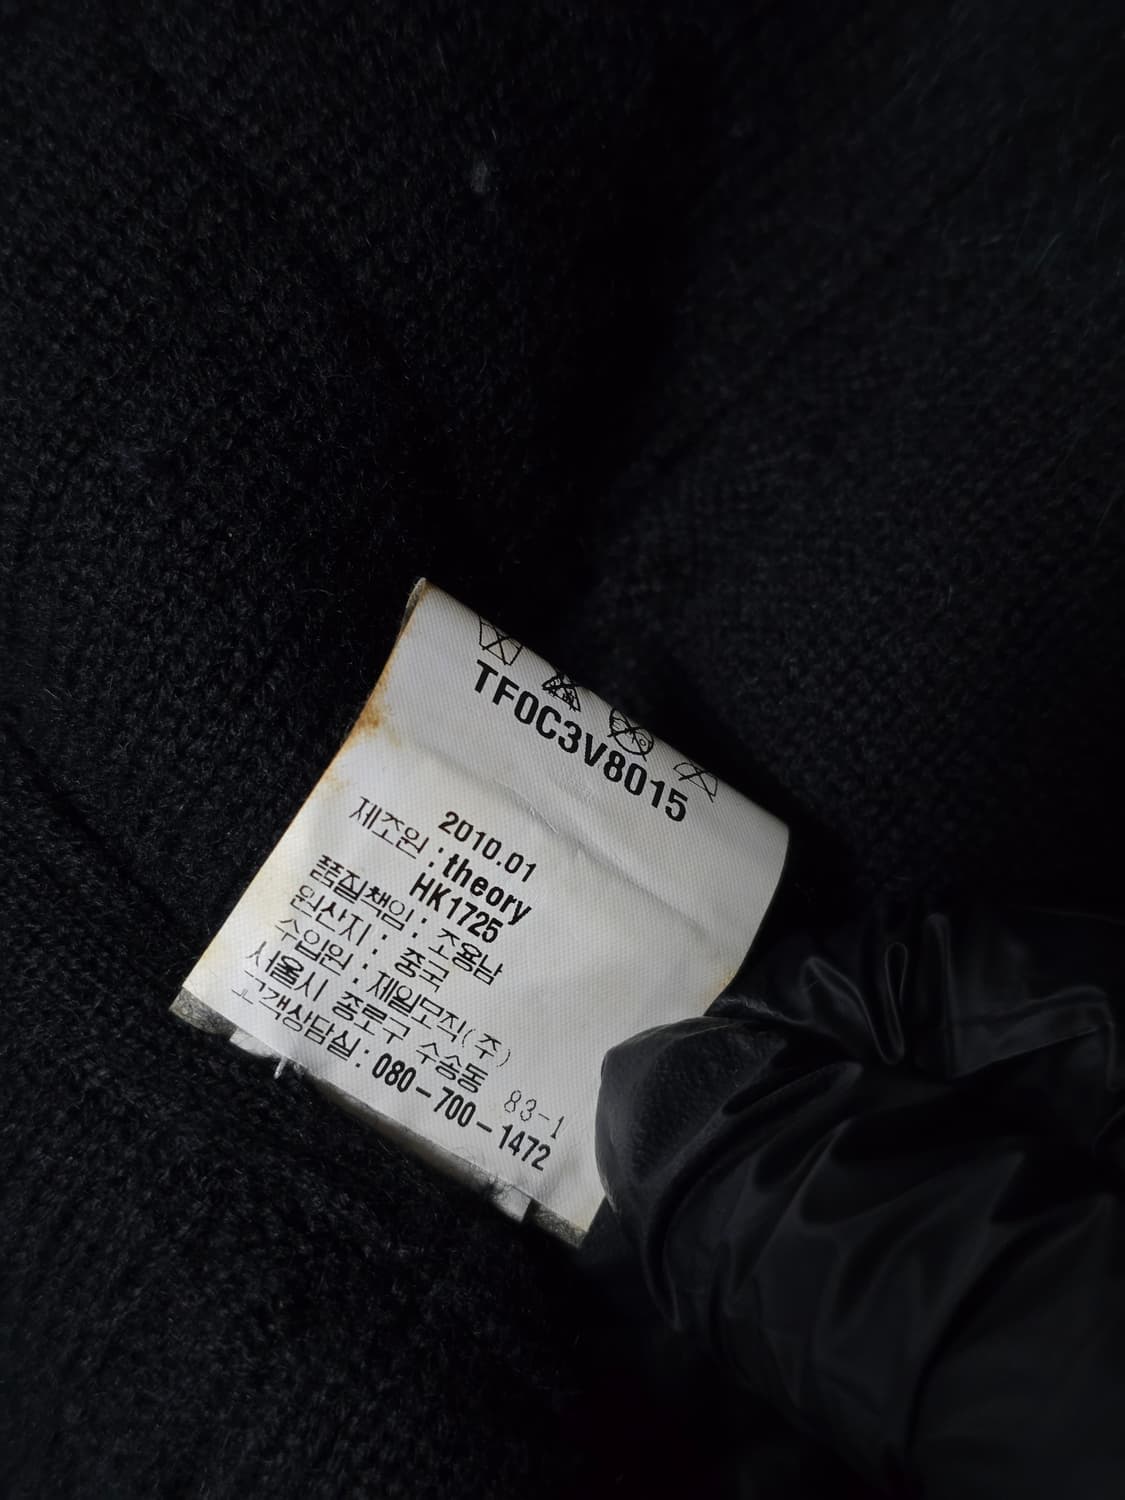 TF0C3V8015
2010.01
제조원 : theory
HK1725
품질책임 : 조용남
원산지 : 중국
수입원 : 제일모직(주)
서울시 종로구 수송동 83-1
고객상담실 : 080-700-1472